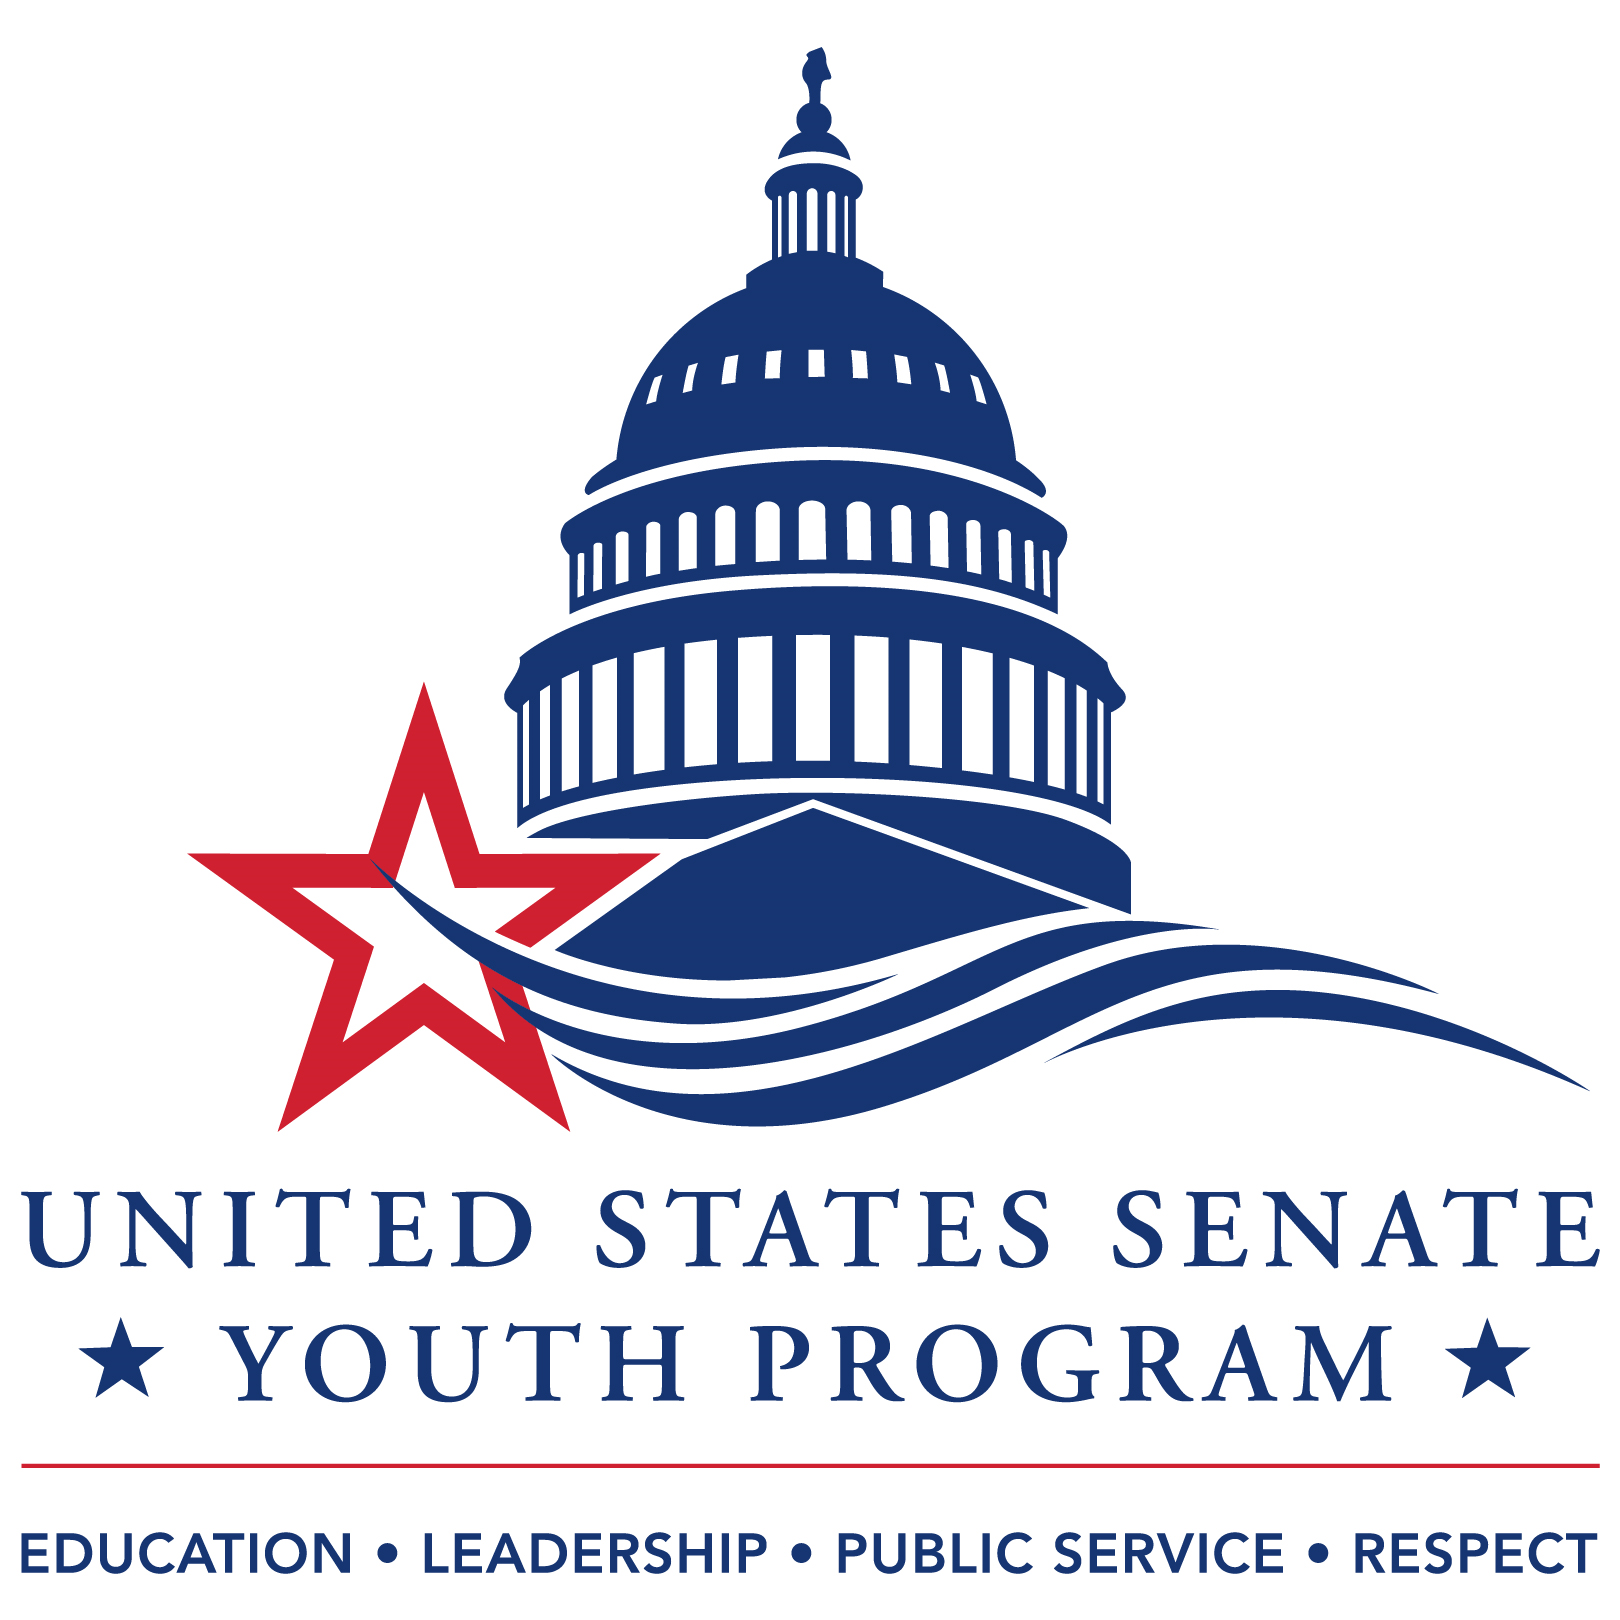 UNITED STATES SENATE
★ YOUTH PROGRAM ★
EDUCATION • LEADERSHIP • PUBLIC SERVICE • RESPECT